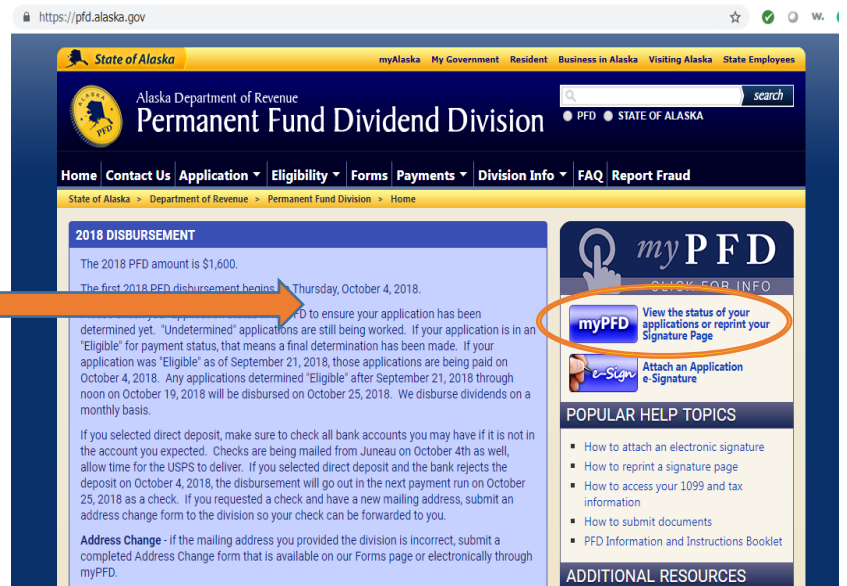 https://pfd.alaska.gov
W.
State of Alaska
myAlaska My Government Resident Business in Alaska Visiting Alaska State Employees
ALASKA
PFD
Alaska Department of Revenue
Permanent Fund Dividend Division
search
PFD STATE OF ALASKA
Home Contact Us Application Eligibility Forms Payments Division Info FAQ Report Fraud
State of Alaska > Department of Revenue > Permanent Fund Division > Home
2018 DISBURSEMENT
The 2018 PFD amount is $1,600.
The first 2018 PFD disbursement begins Thursday, October 4, 2018.
to ensure your application has been
determined yet. "Undetermined" applications are still being worked. If your application is in an
"Eligible" for payment status, that means a final determination has been made. If your
application was "Eligible" as of September 21, 2018, those applications are being paid on
October 4, 2018. Any applications determined "Eligible" after September 21, 2018 through
noon on October 19, 2018 will be disbursed on October 25, 2018. We disburse dividends on a
monthly basis.
If you selected direct deposit, make sure to check all bank accounts you may have if it is not in
the account you expected. Checks are being mailed from Juneau on October 4th as well,
allow time for the USPS to deliver. If you selected direct deposit and the bank rejects the
deposit on October 4, 2018, the disbursement will go out in the next payment run on October
25, 2018 as a check. If you requested a check and have a new mailing address, submit an
address change form to the division so your check can be forwarded to you.
Address Change - if the mailing address you provided the division is incorrect, submit a
completed Address Change form that is available on our Forms page or electronically through
myPFD.
my PFD
CLICK FOR INFO
myPFD
View the status of your
applications or reprint your
Signature Page
e-Sign
Attach an Application
e-Signature
POPULAR HELP TOPICS
How to attach an electronic signature
How to reprint a signature page
How to access your 1099 and tax
information
How to submit documents
PFD Information and Instructions Booklet
ADDITIONAL RESOURCES